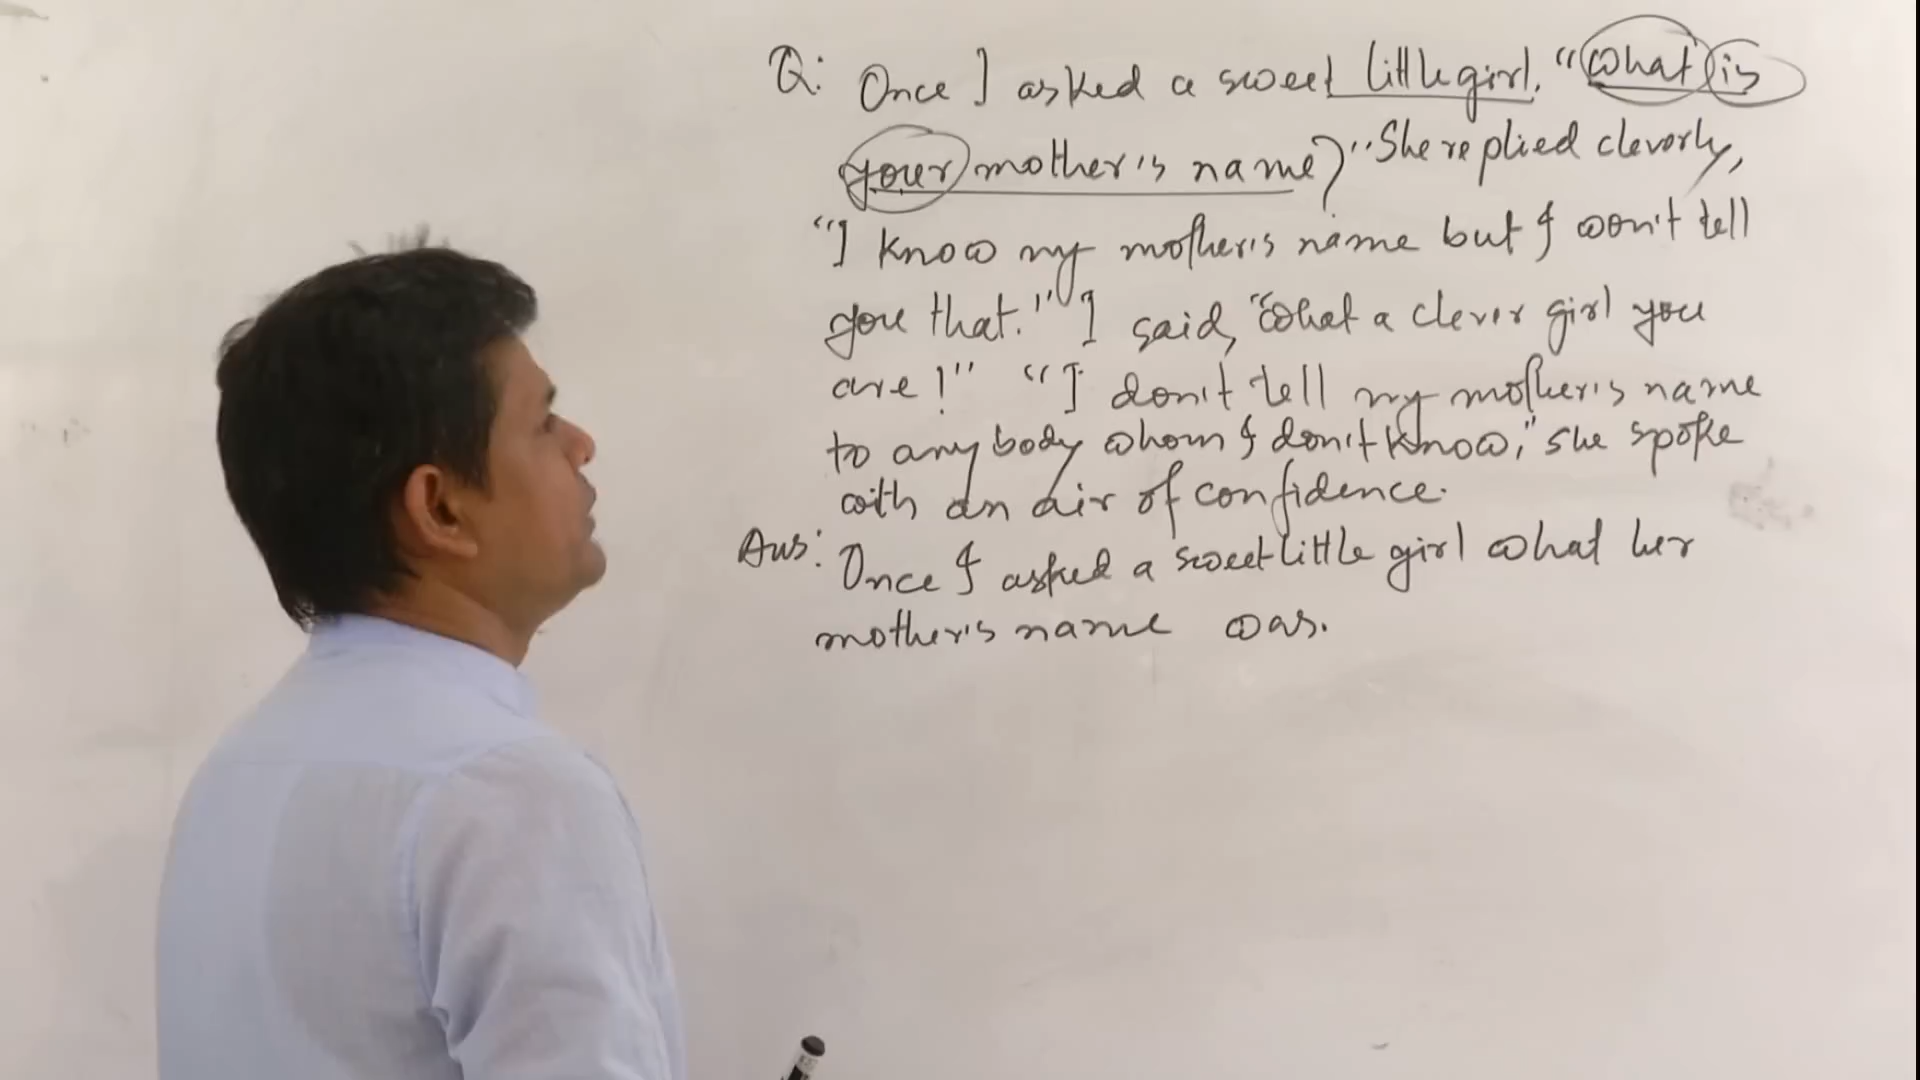 Q: Once I asked a sweet little girl, "What is
your mother's name?" She replied cleverly,
"I know my mother's name but I won't tell
you that." I said, "What a clever girl you
are!" "I don't tell my mother's name
to anybody whom I don't know," she spoke
with an air of confidence.
Ans: Once I asked a sweet little girl what her
mother's name was.